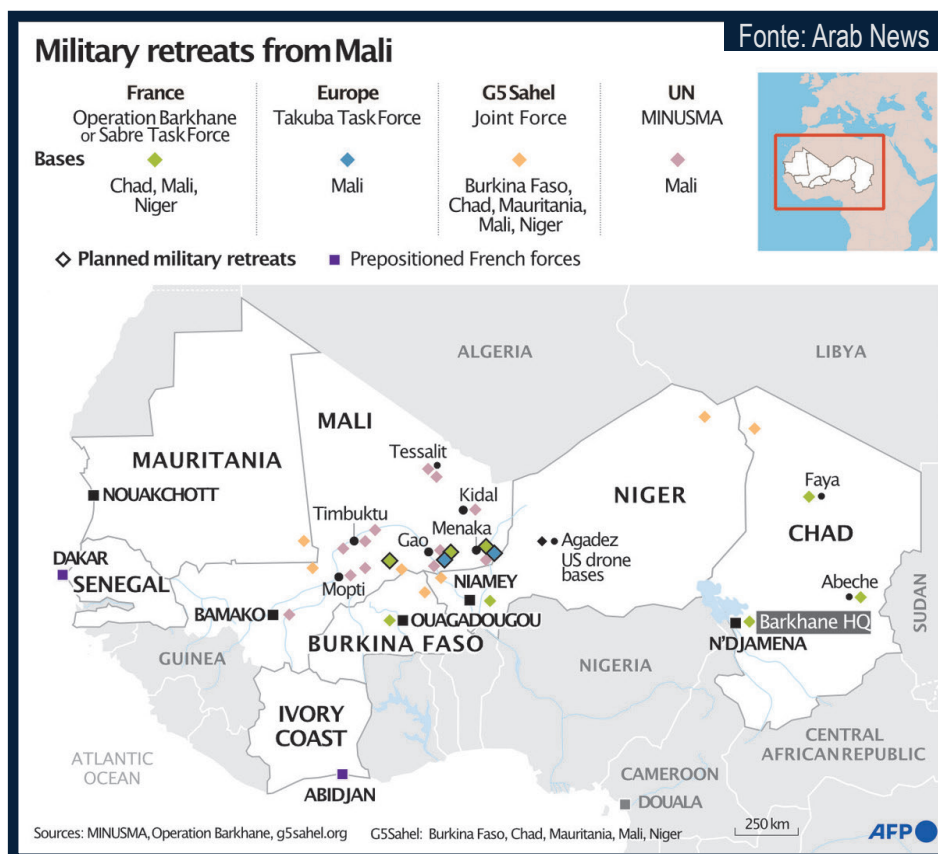 Fonte: Arab News
Military retreats from Mali
France
Operation Barkhane
or Sabre Task Force
Europe
Takuba Task Force
G5 Sahel
Joint Force
UN
MINUSMA
Bases
Chad, Mali,
Niger
Mali
Burkina Faso,
Chad, Mauritania,
Mali, Niger
Mali
Planned military retreats
Prepositioned French forces
ALGERIA
LIBYA
MALI
MAURITANIA
Tessalit
NOUAKCHOTT
Timbuktu
Kidal
NIGER
Faya
Gao
Menaka
Agadez
US drone
bases
CHAD
DAKAR
SENEGAL
Mopti
NIAMEY
Abeche
SUDAN
BAMAKO
OUAGADOUGOU
Barkhane HQ
BURKINA FASO
N'DJAMENA
GUINEA
NIGERIA
IVORY
COAST
CENTRAL
AFRICAN REPUBLIC
ATLANTIC
OCEAN
CAMEROON
ABIDJAN
DOUALA
Sources: MINUSMA, Operation Barkhane, g5sahel.org
G5Sahel: Burkina Faso, Chad, Mauritania, Mali, Niger
250 km
AFP